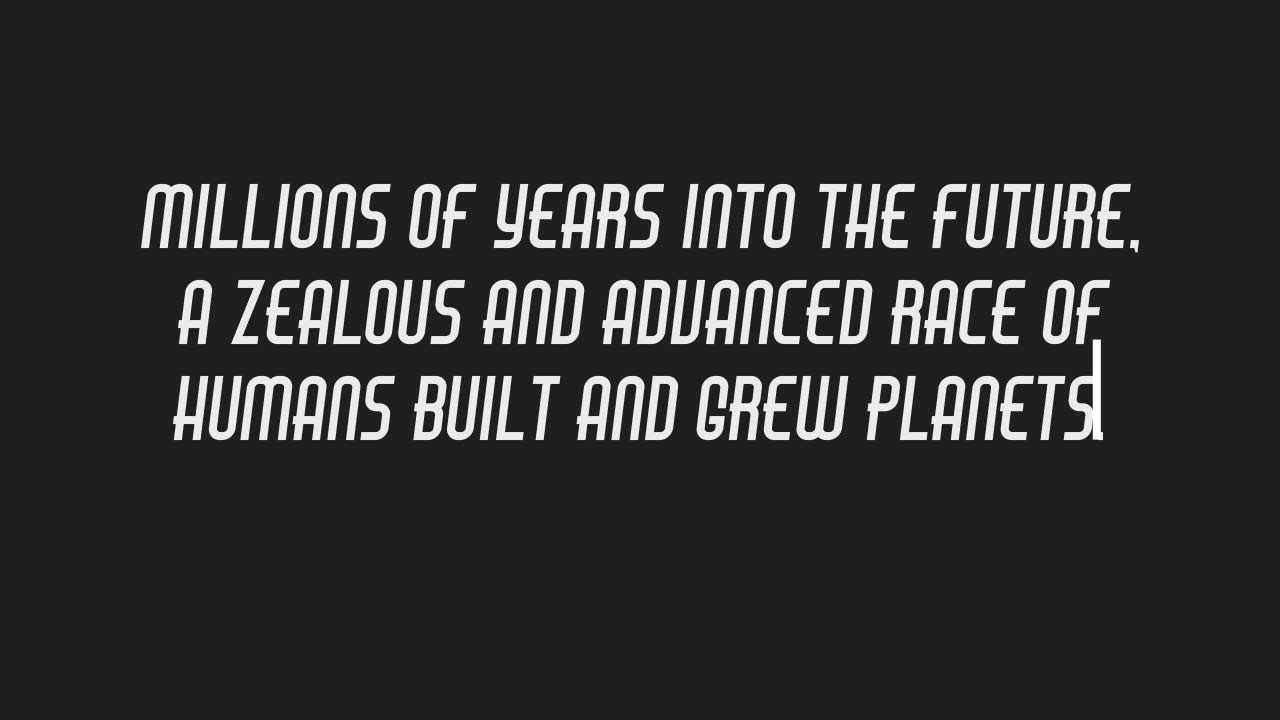 MILLIONS OF YEARS INTO THE FUTURE,
A ZEALOUS AND ADVANCED RACE OF
HUMANS BUILT AND GREW PLANETS.